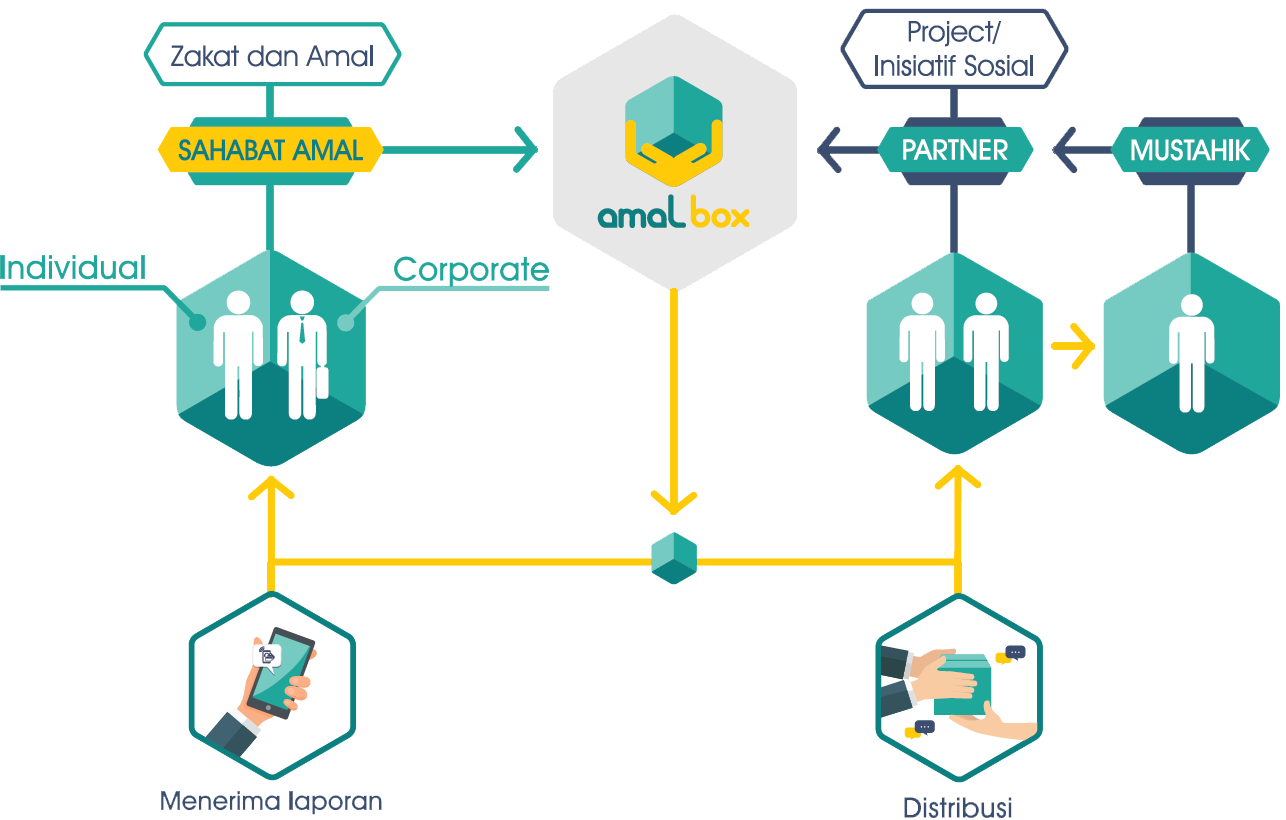 Zakat dan Amal
SAHABAT AMAL
Individual
Corporate
amal box
Project/
Inisiatif Sosial
PARTNER
MUSTAHIK
Menerima laporan
Distribusi